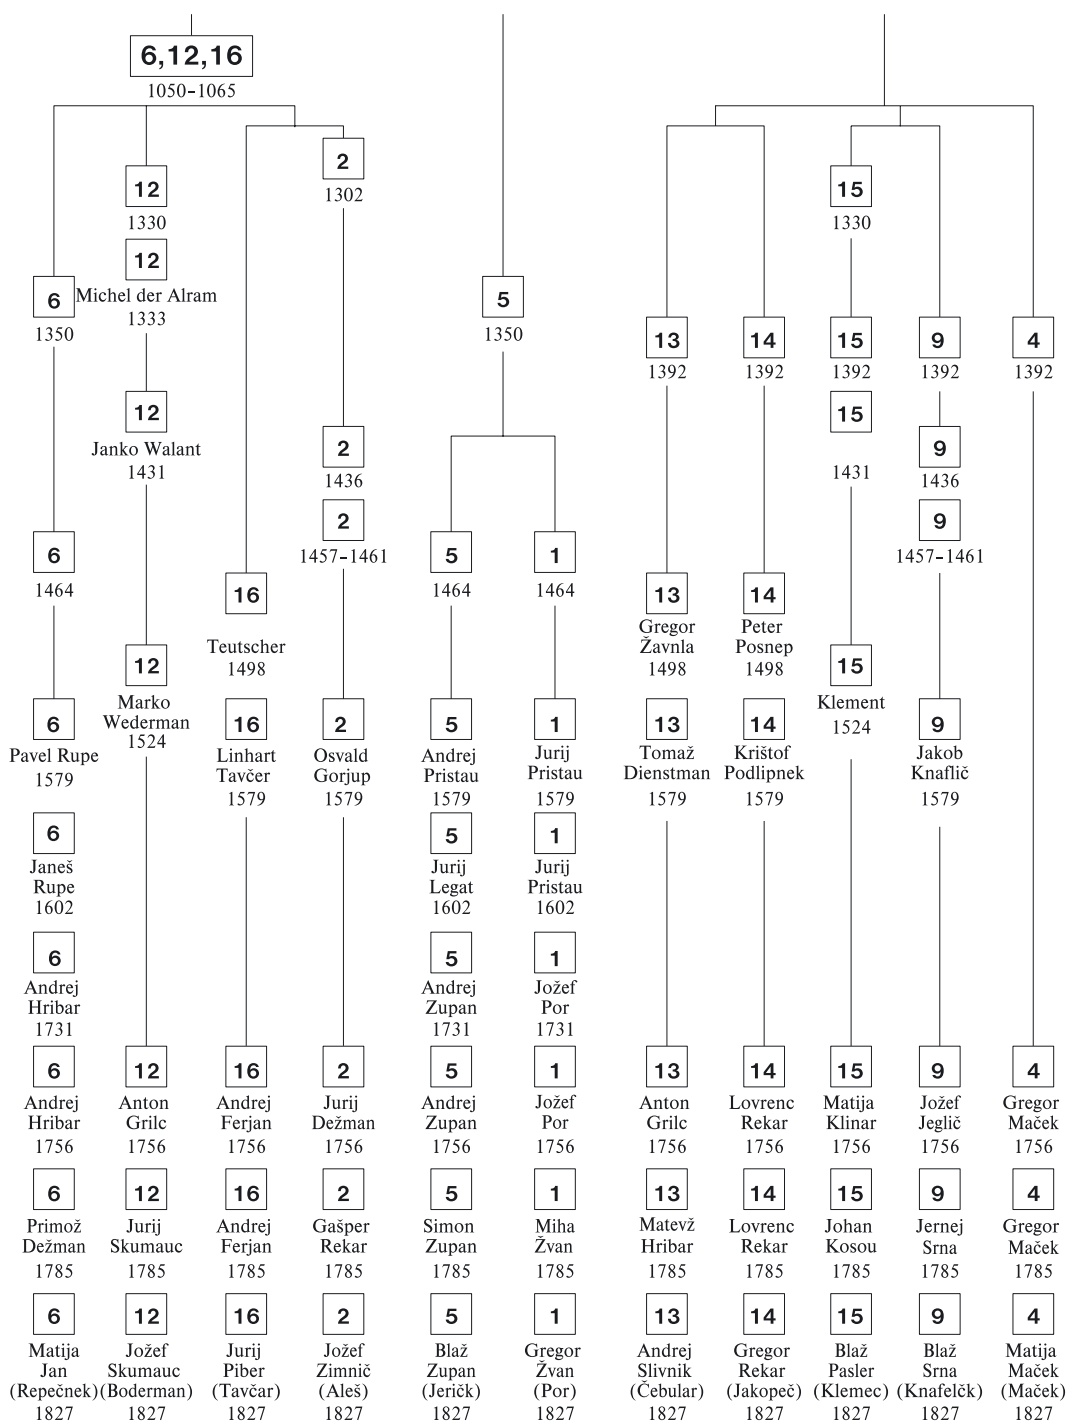 6,12,16
1050-1065
2
1302
12
1330
15
1330
12
Michel der Alram
1333
6
1350
5
1350
13
1392
14
1392
15
1392
9
1392
4
1392
12
Janko Walant
1431
15
1431
2
1436
9
1436
2
1457-1461
9
1457-1461
6
1464
5
1464
1
1464
16
Teutscher
1498
13
Gregor
Žavnla
1498
14
Peter
Posnep
1498
12
Marko
Wederman
1524
15
Klement
1524
6
Pavel Rupe
1579
16
Linhart
Tavčer
1579
2
Osvald
Gorjup
1579
5
Andrej
Pristau
1579
1
Jurij
Pristau
1579
13
Tomaž
Dienstman
1579
14
Krištof
Podlipnek
1579
9
Jakob
Knaflič
1579
6
Janeš
Rupe
1602
5
Jurij
Legat
1602
1
Jurij
Pristau
1602
6
Andrej
Hribar
1731
5
Andrej
Zupan
1731
1
Jožef
Por
1731
6
Andrej
Hribar
1756
12
Anton
Grilc
1756
16
Andrej
Ferjan
1756
2
Jurij
Dežman
1756
5
Andrej
Zupan
1756
1
Jožef
Por
1756
13
Anton
Grilc
1756
14
Lovrenc
Rekar
1756
15
Matija
Klinar
1756
9
Jožef
Jeglič
1756
4
Gregor
Maček
1756
6
Primož
Dežman
1785
12
Jurij
Skumauc
1785
16
Andrej
Ferjan
1785
2
Gašper
Rekar
1785
5
Simon
Zupan
1785
1
Miha
Žvan
1785
13
Matevž
Hribar
1785
14
Lovrenc
Rekar
1785
15
Johan
Kosou
1785
9
Jernej
Srna
1785
4
Gregor
Maček
1785
6
Matija
Jan
(Repečnek)
1827
12
Jožef
Skumauc
(Boderman)
1827
16
Jurij
Piber
(Tavčar)
1827
2
Jožef
Zimnič
(Aleš)
1827
5
Blaž
Zupan
(Jeričk)
1827
1
Gregor
Žvan
(Por)
1827
13
Andrej
Slivnik
(Čebular)
1827
14
Gregor
Rekar
(Jakopeč)
1827
15
Blaž
Pasler
(Klemec)
1827
9
Blaž
Srna
(Knafelčk)
1827
4
Matija
Maček
(Maček)
1827